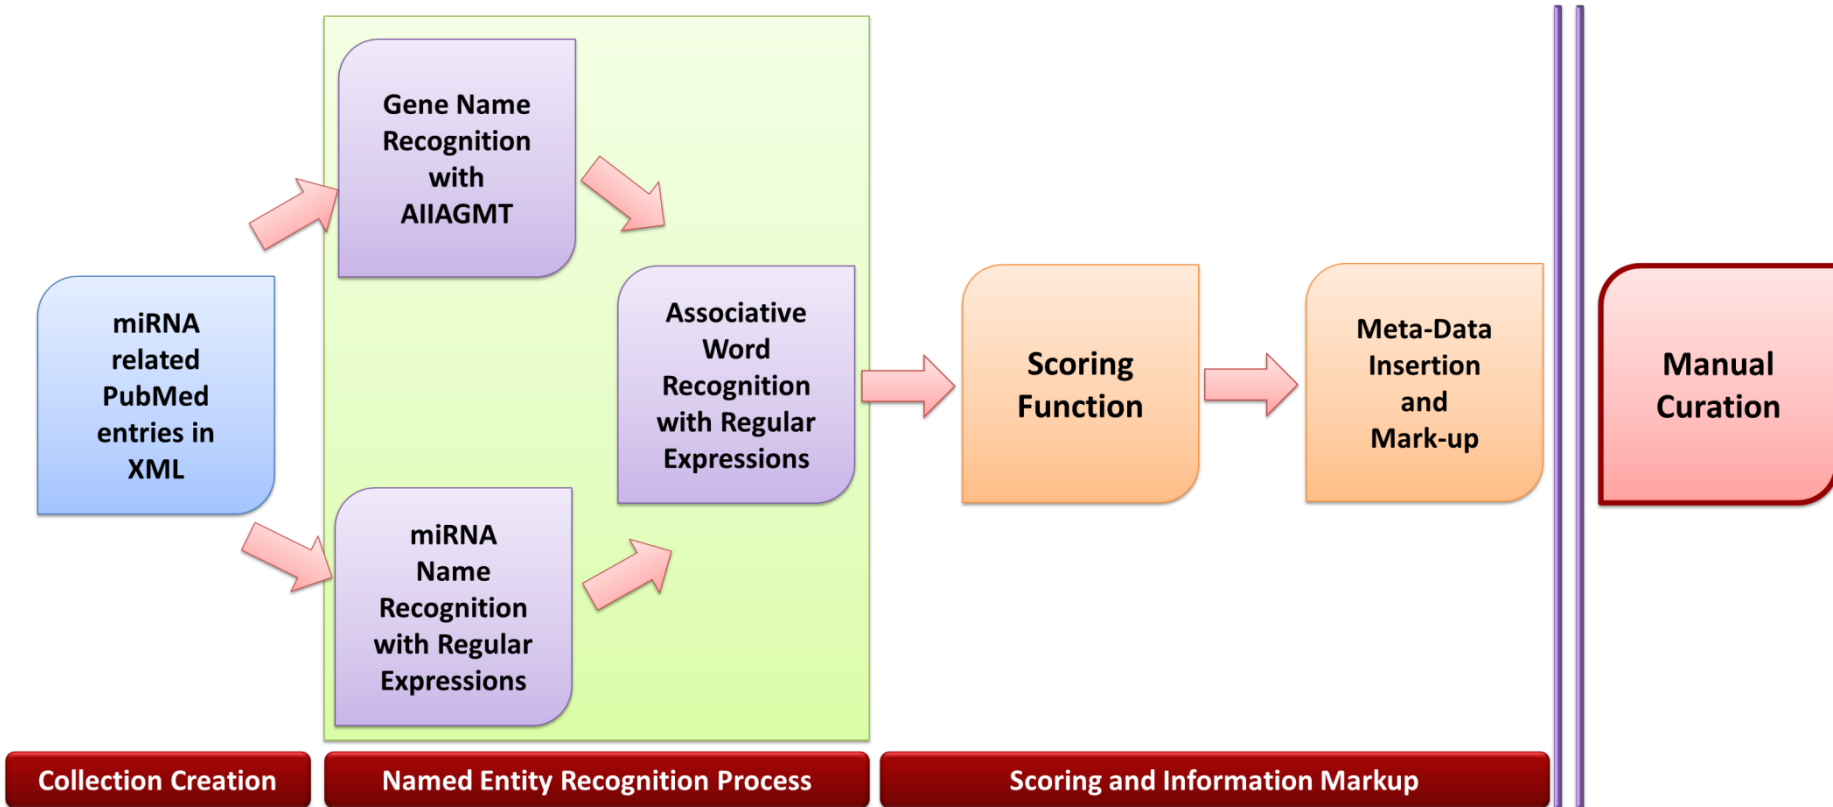 Gene Name
Recognition
with
AIIAGMT
miRNA
related
PubMed
entries in
XML
miRNA
Name
Recognition
with Regular
Expressions
Associative
Word
Recognition
with Regular
Expressions
Scoring
Function
Meta-Data
Insertion
and
Mark-up
Manual
Curation
Collection Creation
Named Entity Recognition Process
Scoring and Information Markup